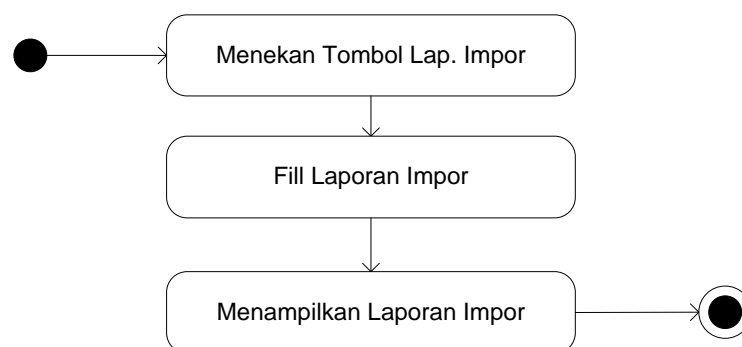 Menekan Tombol Lap. Impor
Fill Laporan Impor
Menampilkan Laporan Impor